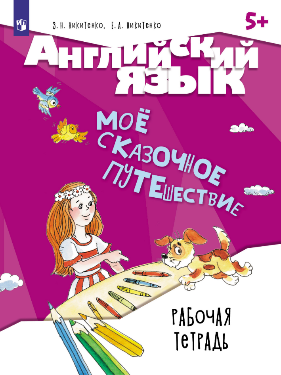 З. Н. Никитенко, Е. А. Никитенко
5+
Английский
язык
Моё
сказочное
путешествие
Рабочая
тетрадь